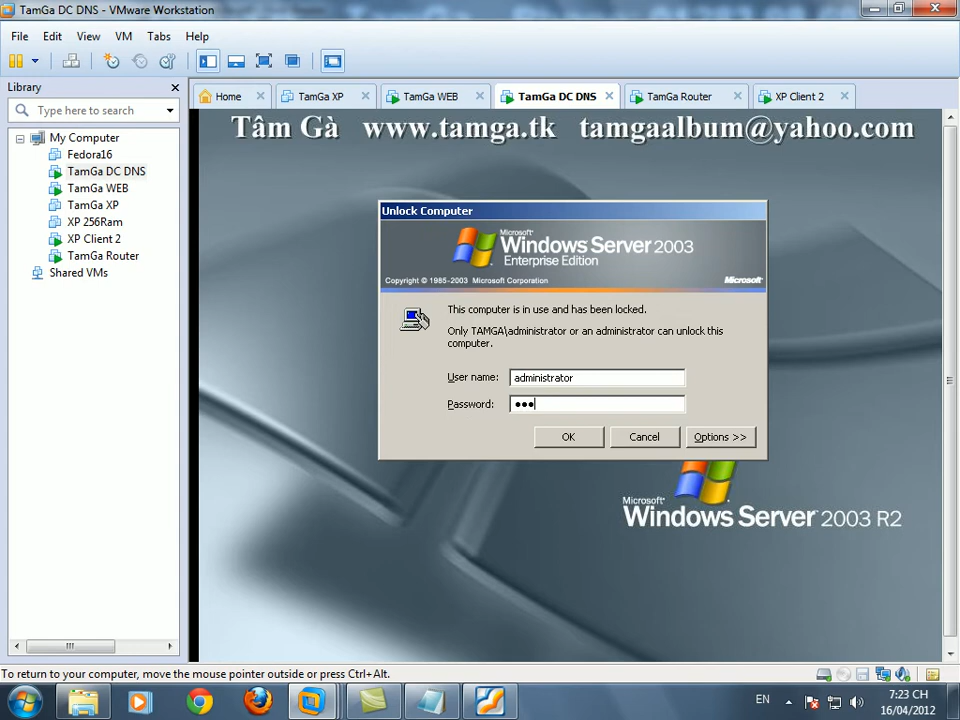 TamGa DC DNS - VMware Workstation
File Edit View VM Tabs Help
Library
Type here to search
My Computer
Fedora16
TamGa DC DNS
TamGa WEB
TamGa XP
XP 256Ram
XP Client 2
TamGa Router
Shared VMs
Home TamGa XP TamGa WEB TamGa DC DNS TamGa Router XP Client 2
Tâm Gà www.tamga.tk tamgaalbum@yahoo.com
Unlock Computer
Microsoft
Windows Server 2003
Enterprise Edition
Copyright © 1985-2003 Microsoft Corporation Microsoft
This computer is in use and has been locked.
Only TAMGA\administrator or an administrator can unlock this
computer.
User name: administrator
Password: •••
OK Cancel Options >>
Microsoft
Windows Server 2003 R2
To return to your computer, move the mouse pointer outside or press Ctrl+Alt.
EN
7:23 CH
16/04/2012